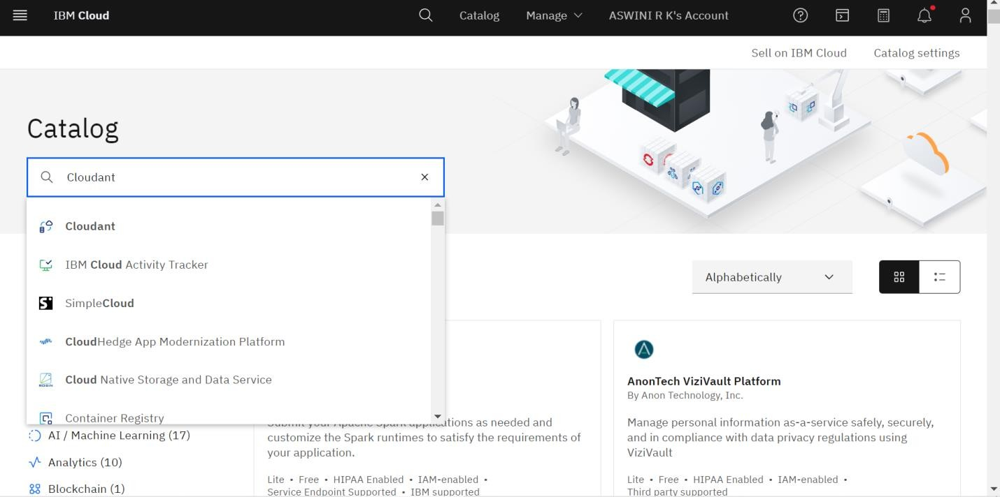 IBM Cloud
Catalog
Manage
ASWINI R K's Account
Sell on IBM Cloud
Catalog settings
Catalog
Cloudant
Cloudant
IBM Cloud Activity Tracker
SimpleCloud
CloudHedge App Modernization Platform
Cloud Native Storage and Data Service
Container Registry
AI / Machine Learning (17)
Analytics (10)
Blockchain (1)
Alphabetically
Submit your Apache Spark applications as needed and
customize the Spark runtimes to satisfy the requirements of
your application.
Lite • Free • HIPAA Enabled • IAM-enabled •
Service Endpoint Supported • IBM supported
AnonTech ViziVault Platform
By Anon Technology, Inc.
Manage personal information as-a-service safely, securely,
and in compliance with data privacy regulations using
ViziVault
Lite • Free • HIPAA Enabled • IAM-enabled •
Third party supported